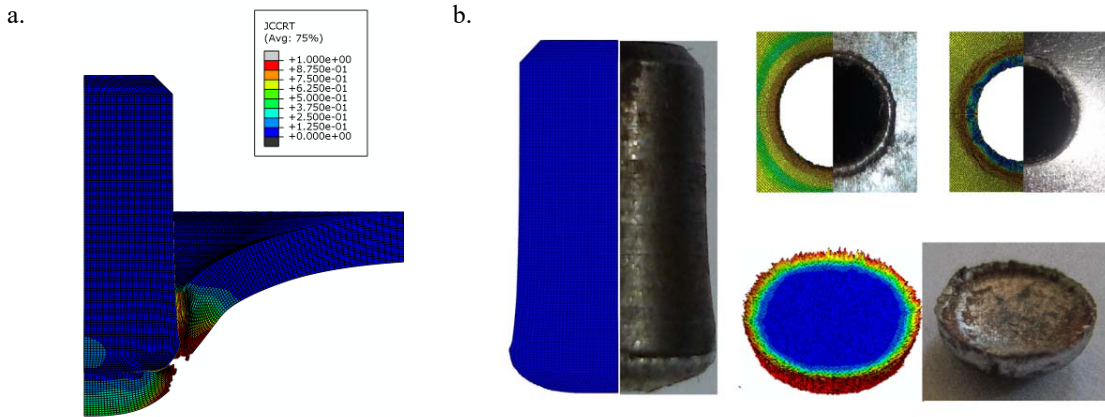 a.
b.
JCCRT
(Avg: 75%)
+1.000e+00
+8.750e-01
+7.500e-01
+6.250e-01
+5.000e-01
+3.750e-01
+2.500e-01
+1.250e-01
+0.000e+00